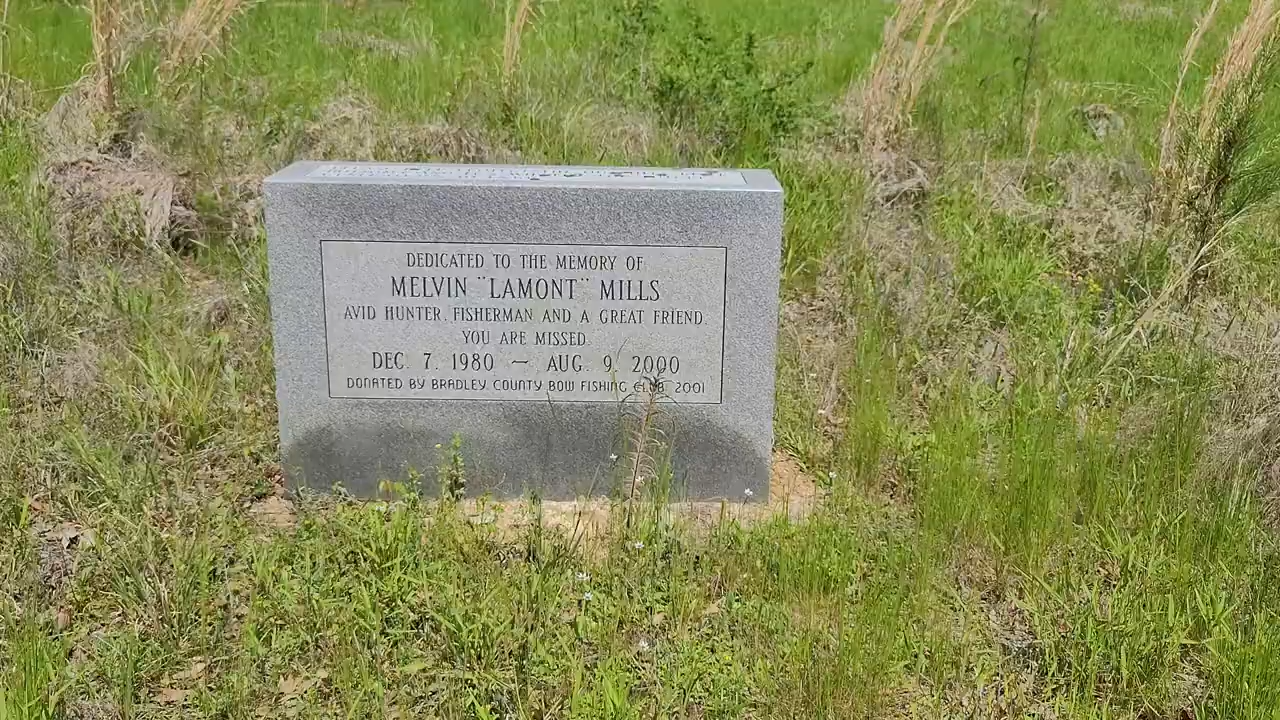 DEDICATED TO THE MEMORY OF
MELVIN "LAMONT" MILLS
AVID HUNTER, FISHERMAN AND A GREAT FRIEND.
YOU ARE MISSED.
DEC. 7, 1980 ~ AUG. 9, 2000
DONATED BY BRADLEY COUNTY BOW FISHING CLUB 2001